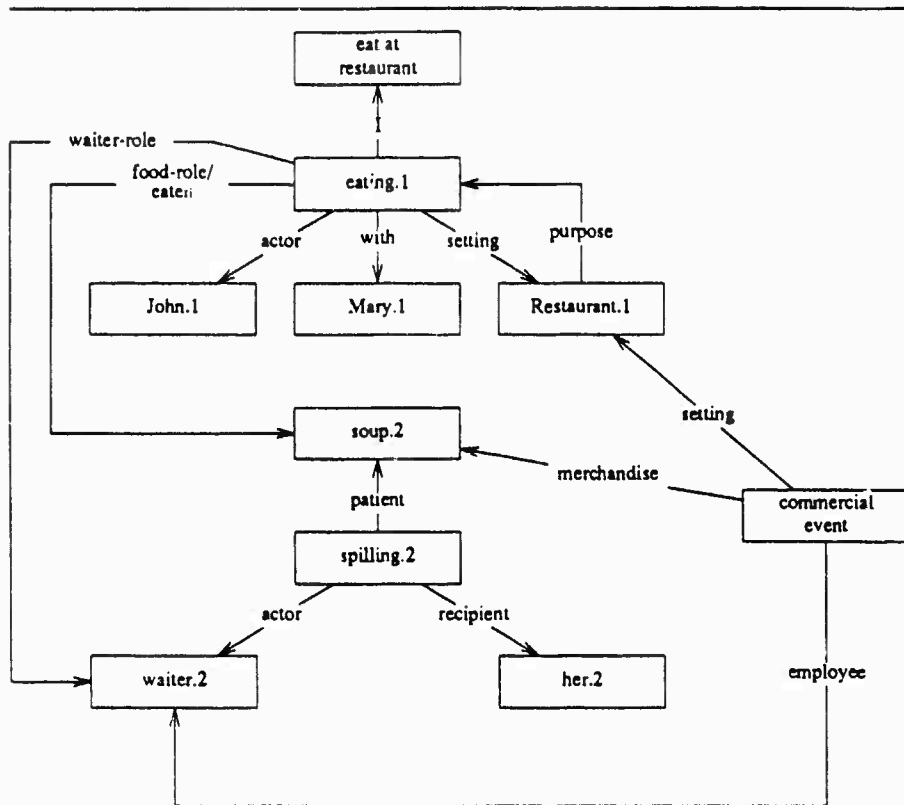 eat at
restaurant
I
waiter-role
food-role/
eaten
eating.1
actor
with
setting
purpose
John.1
Mary.1
Restaurant.1
setting
soup.2
merchandise
commercial
event
patient
spilling.2
actor
recipient
employee
waiter.2
her.2